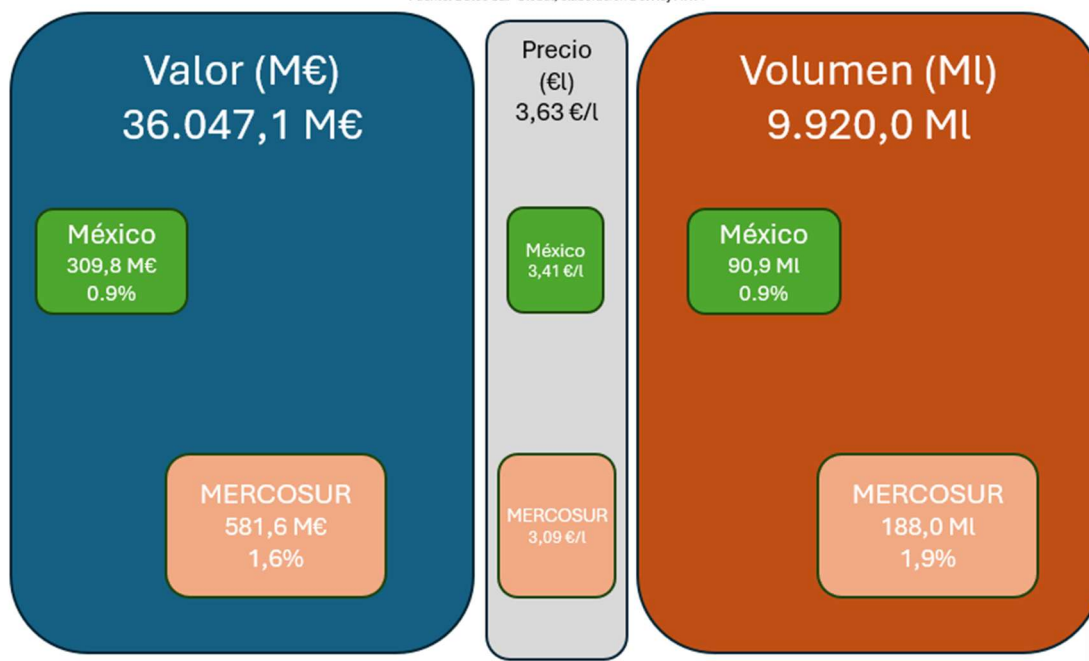 Valor (M€)
36.047,1 M€
Precio
(€l)
3,63 €/l
Volumen (Ml)
9.920,0 Ml
México
309,8 M€
0.9%
México
3,41 €/l
México
90,9 Ml
0.9%
MERCOSUR
581,6 M€
1,6%
MERCOSUR
3,09 €/l
MERCOSUR
188,0 Ml
1,9%